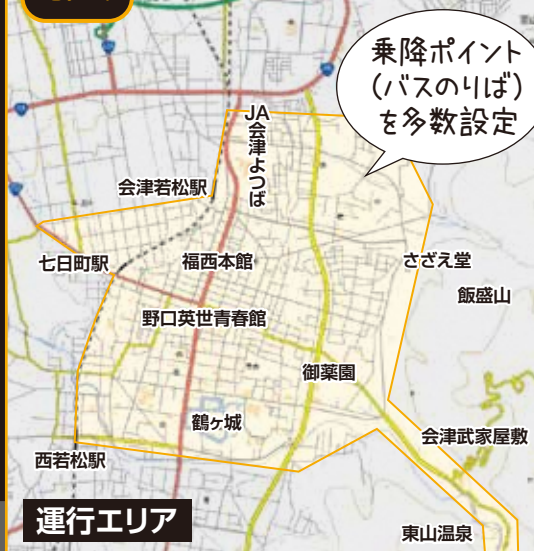 乗降ポイント
(バスのりば)
を多数設定
JA会津よつば
会津若松駅
七日町駅
福西本館
さざえ堂
飯盛山
野口英世青春館
御薬園
鶴ヶ城
会津武家屋敷
西若松駅
運行エリア
東山温泉